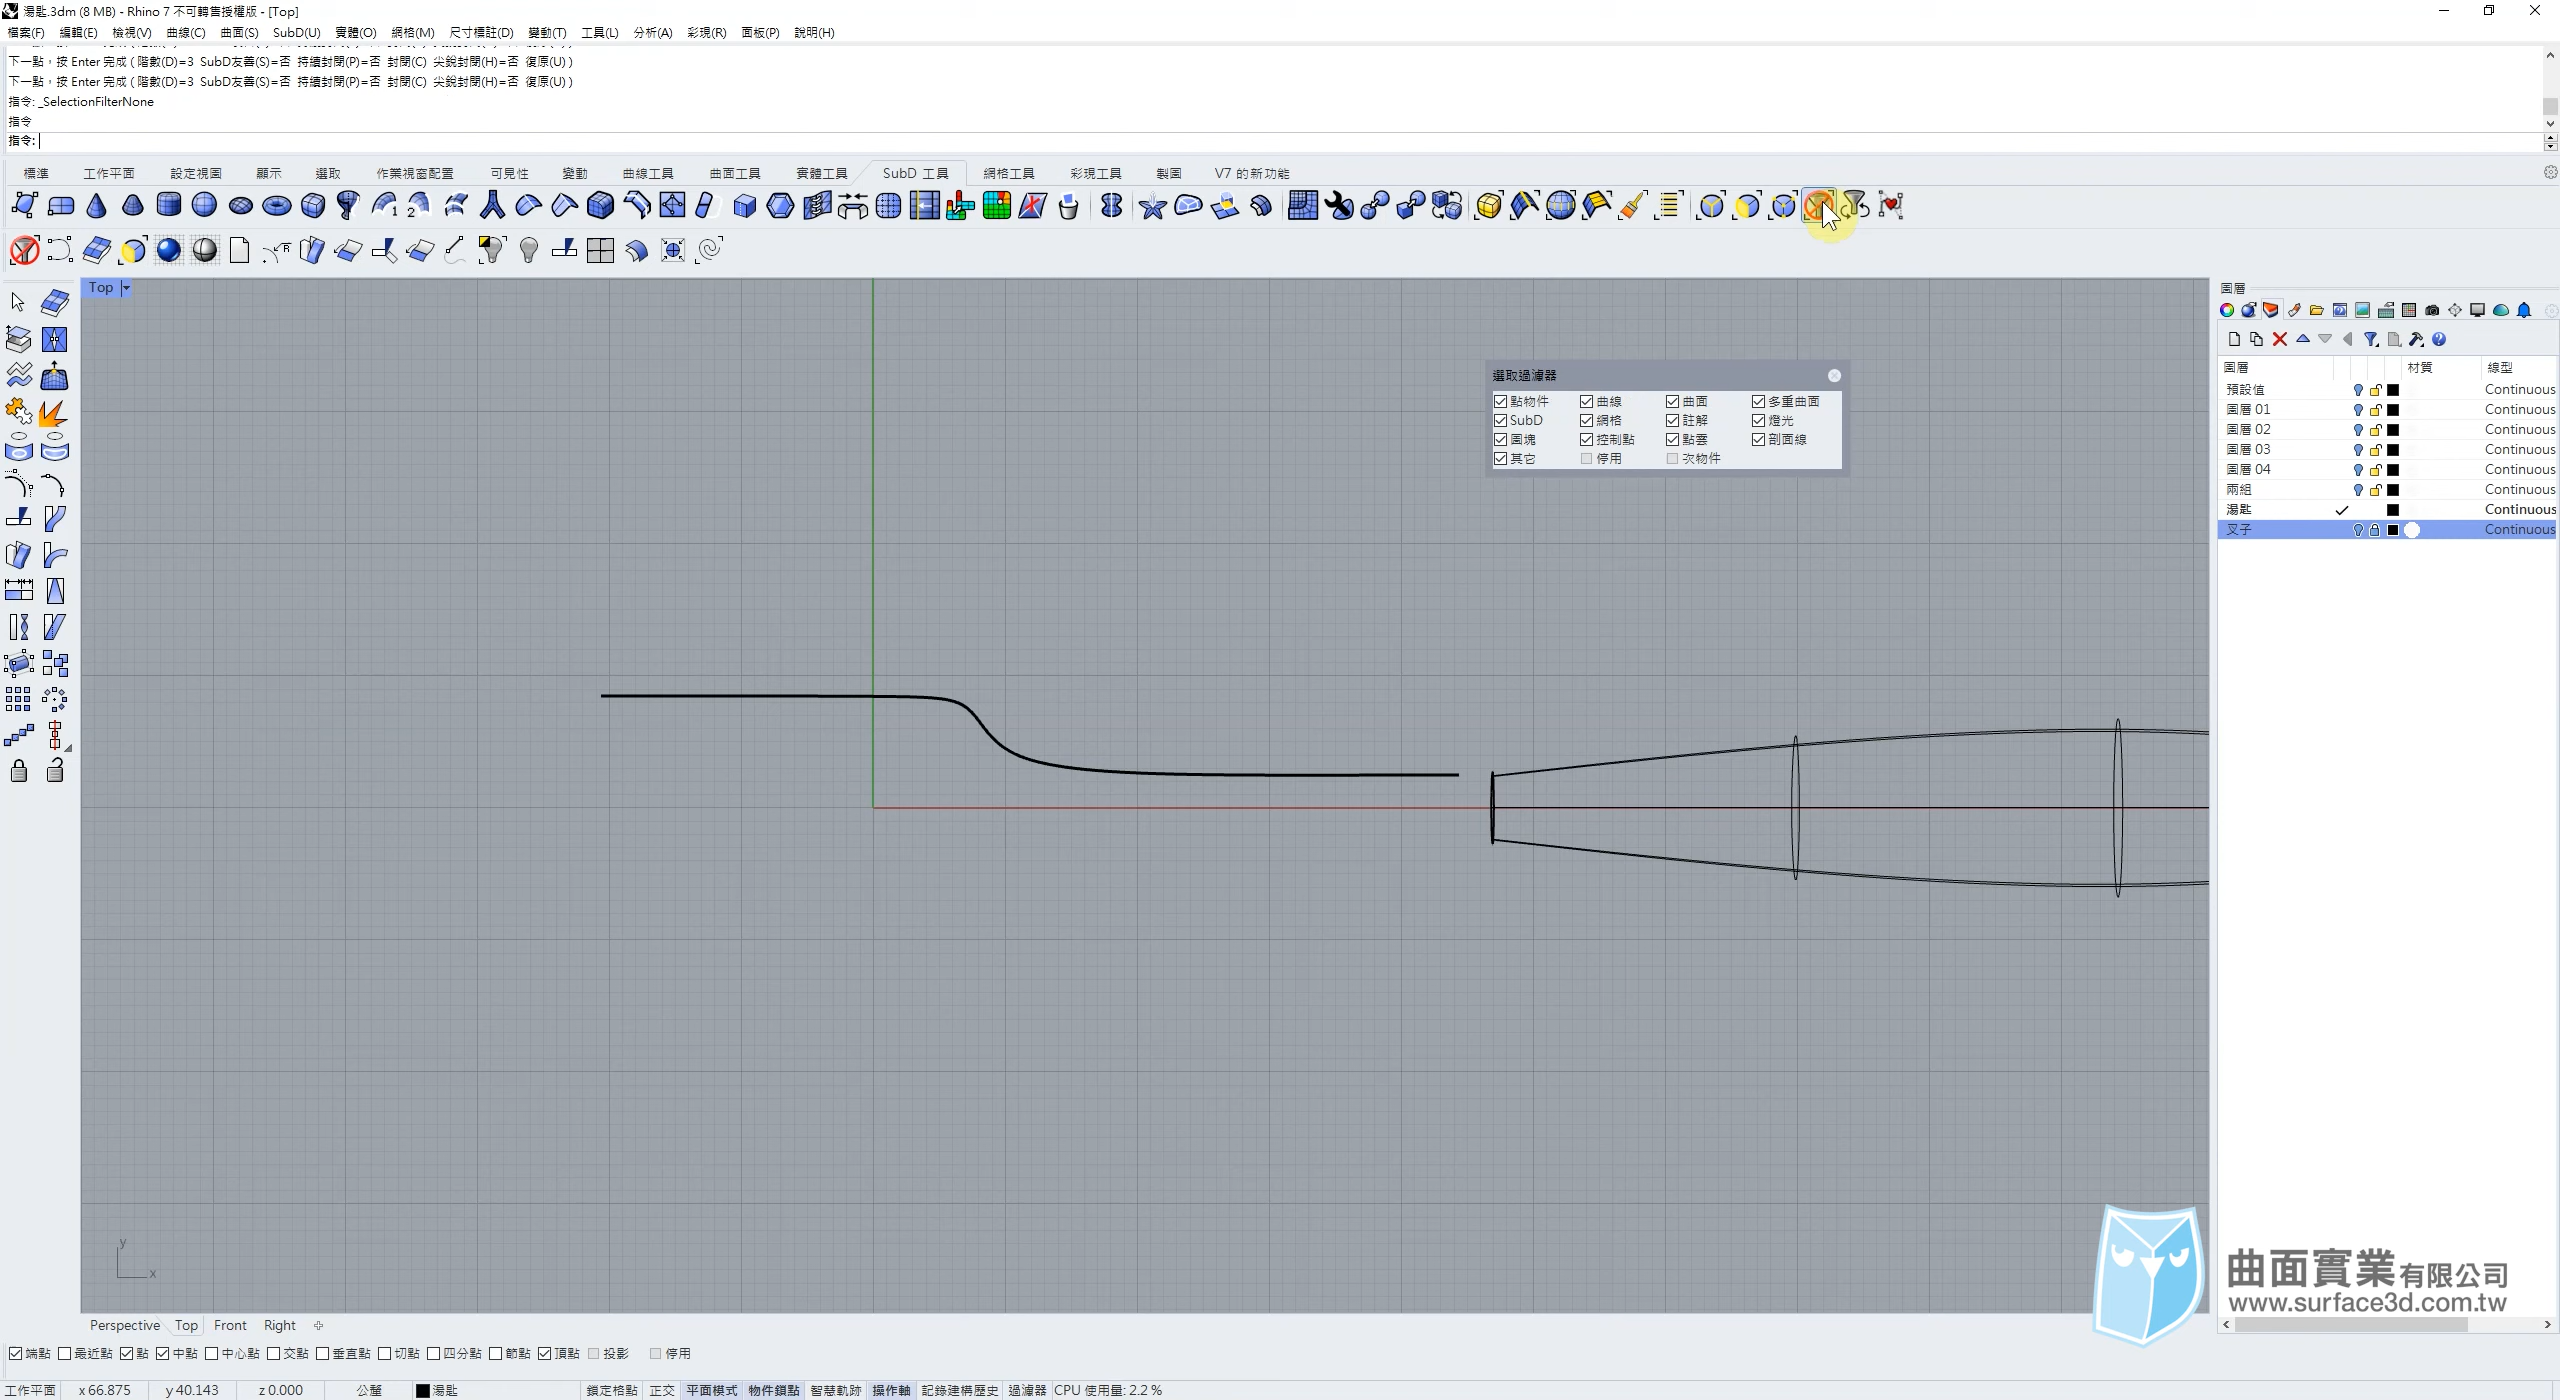 湯匙.3dm (8 MB) - Rhino 7 不可轉售授權版 - [Top]
檔案(F) 編輯(E) 檢視(V) 曲線(C) 曲面(S) SubD(U) 實體(O) 網格(M) 尺寸標註(D) 變動(T) 工具(L) 分析(A) 彩現(R) 面板(P) 說明(H)
下一點，按 Enter 完成 ( 階數(D)=3 SubD友善(S)=否 持續封閉(P)=否 封閉(C) 尖銳封閉(H)=否 復原(U) )
下一點，按 Enter 完成 ( 階數(D)=3 SubD友善(S)=否 持續封閉(P)=否 封閉(C) 尖銳封閉(H)=否 復原(U) )
指令: _SelectionFilterNone
指令
指令:
標準 工作平面 設定視圖 顯示 選取 作業視窗配置 可見性 變動 曲線工具 曲面工具 實體工具 SubD 工具 網格工具 彩現工具 製圖 V7 的新功能
Top
圖層
圖層 材質 線型
預設值 Continuous
圖層 01 Continuous
圖層 02 Continuous
圖層 03 Continuous
圖層 04 Continuous
兩組 Continuous
湯匙 Continuous
叉子 Continuous
選取過濾器
點物件 曲線 曲面 多重曲面
SubD 網格 註解 燈光
圖塊 控制點 點雲 剖面線
其它 停用 次物件
y
x
曲面實業有限公司
www.surface3d.com.tw
Perspective Top Front Right
端點 最近點 點 中點 中心點 交點 垂直點 切點 四分點 節點 頂點 投影 停用
工作平面 x 66.875 y 40.143 z 0.000 公釐 湯匙 鎖定格點 正交 平面模式 物件鎖點 智慧軌跡 操作軸 記錄建構歷史 過濾器 CPU 使用量: 2.2 %